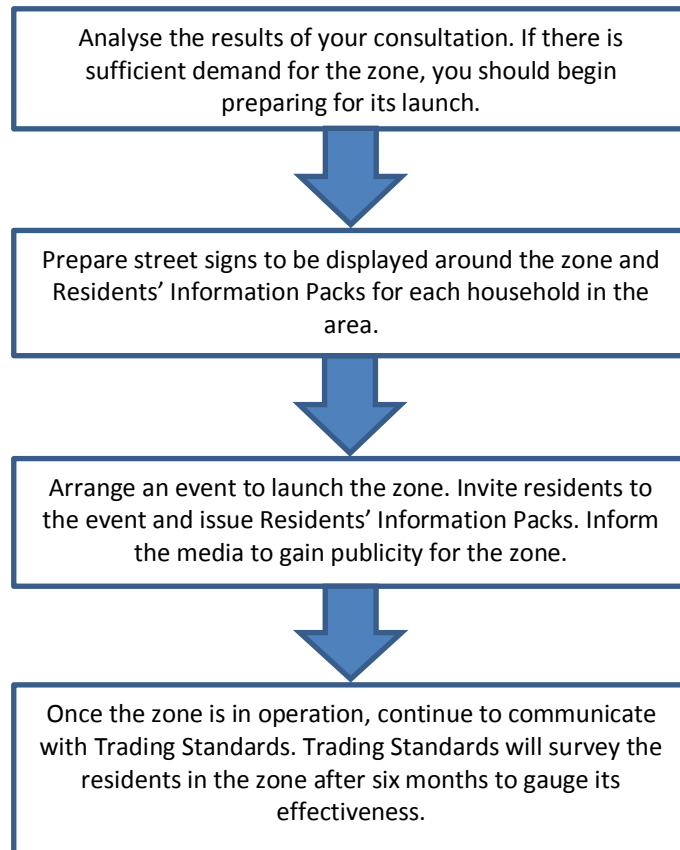 Analyse the results of your consultation. If there is
sufficient demand for the zone, you should begin
preparing for its launch.
Prepare street signs to be displayed around the zone and
Residents’ Information Packs for each household in the
area.
Arrange an event to launch the zone. Invite residents to
the event and issue Residents’ Information Packs. Inform
the media to gain publicity for the zone.
Once the zone is in operation, continue to communicate
with Trading Standards. Trading Standards will survey the
residents in the zone after six months to gauge its
effectiveness.